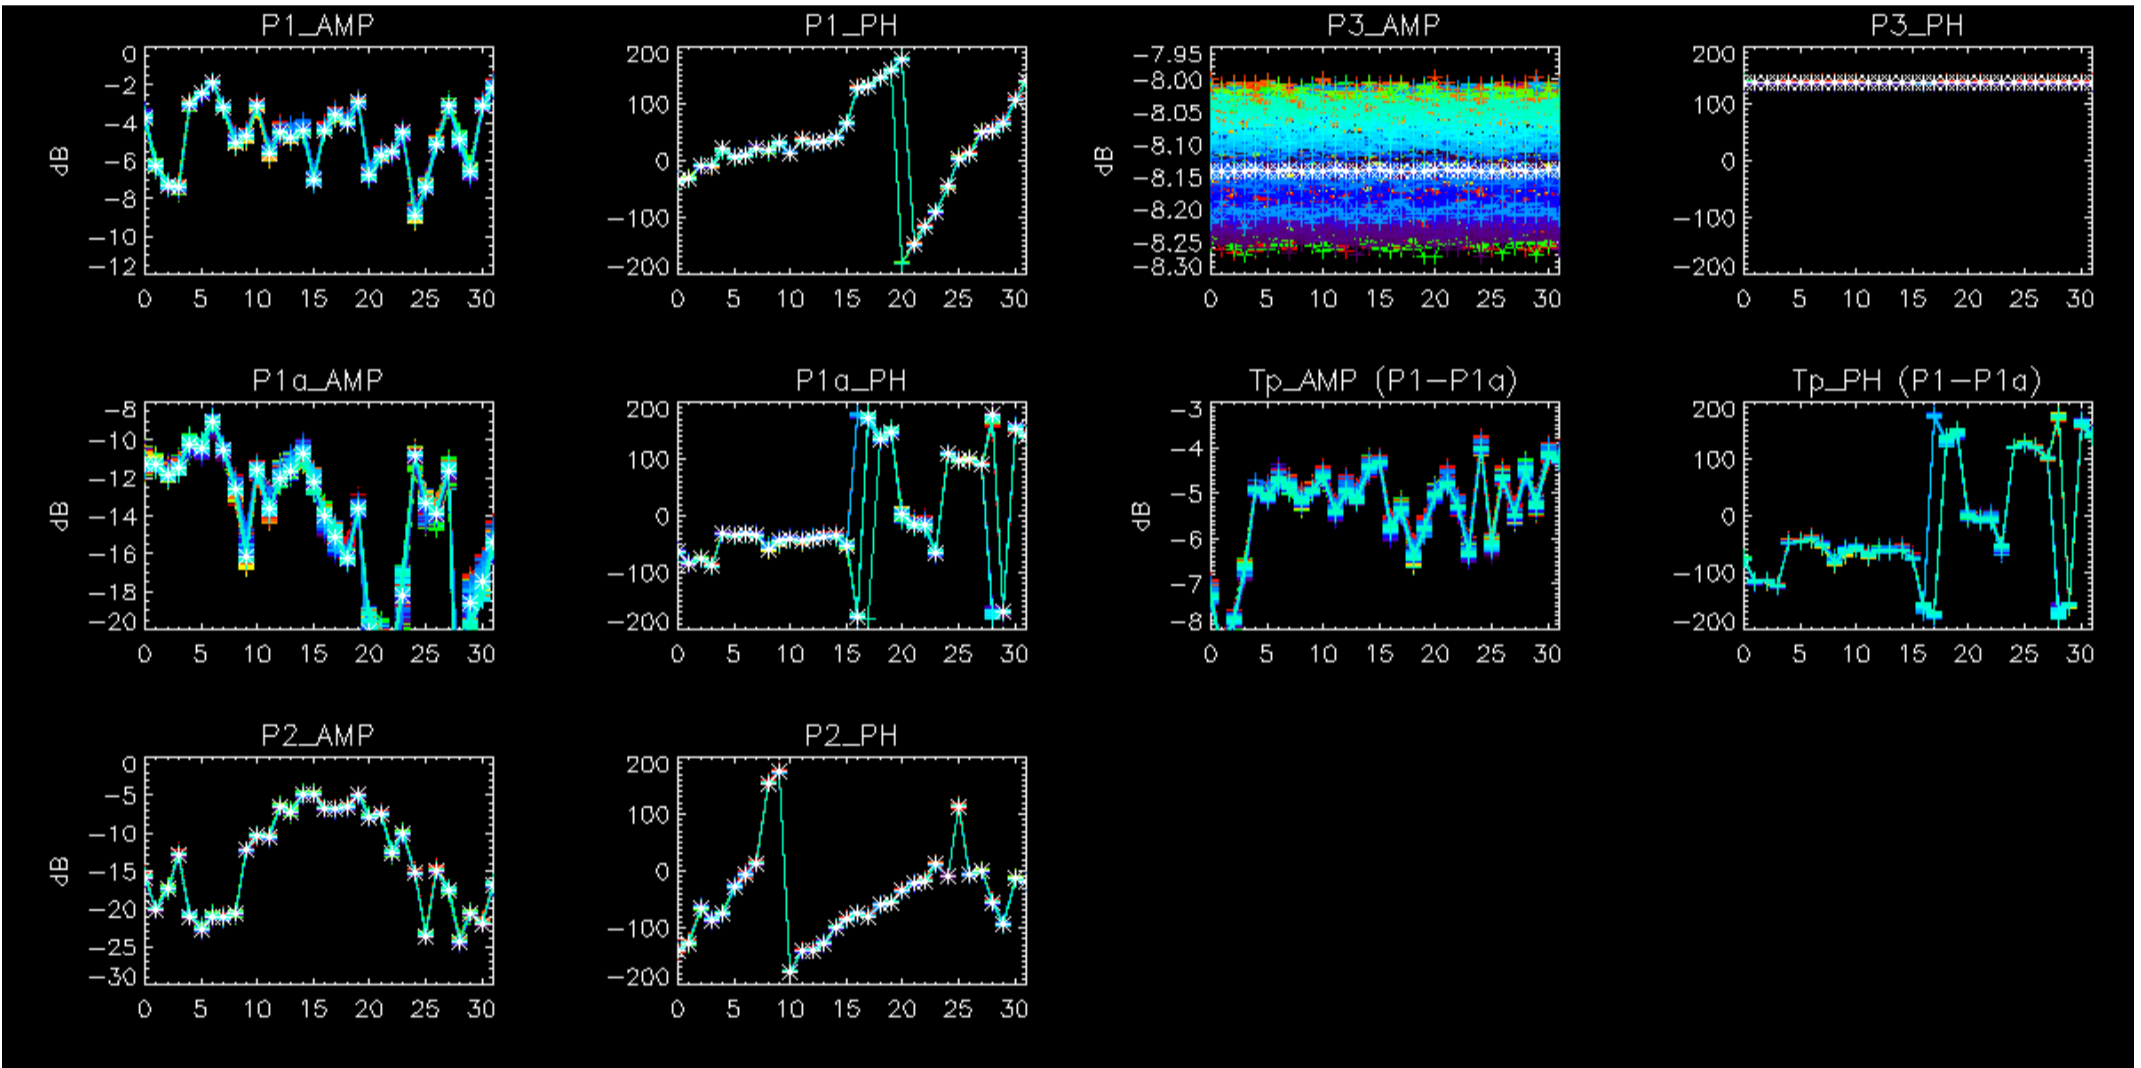 P1_AMP
0
-2
-4
-6
-8
-10
-12
dB
0 5 10 15 20 25 30
P1_PH
200
100
0
-100
-200
0 5 10 15 20 25 30
P3_AMP
-7.95
-8.00
-8.05
-8.10
-8.15
-8.20
-8.25
-8.30
dB
0 5 10 15 20 25 30
P3_PH
200
100
0
-100
-200
0 5 10 15 20 25 30
P1a_AMP
-8
-10
-12
-14
-16
-18
-20
dB
0 5 10 15 20 25 30
P1a_PH
200
100
0
-100
-200
0 5 10 15 20 25 30
Tp_AMP (P1-P1a)
-3
-4
-5
-6
-7
-8
dB
0 5 10 15 20 25 30
Tp_PH (P1-P1a)
200
100
0
-100
-200
0 5 10 15 20 25 30
P2_AMP
0
-5
-10
-15
-20
-25
-30
dB
0 5 10 15 20 25 30
P2_PH
200
100
0
-100
-200
0 5 10 15 20 25 30